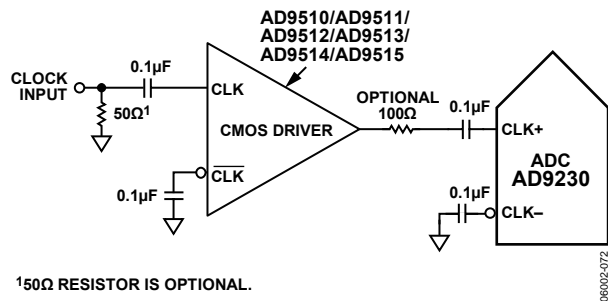 AD9510/AD9511/
AD9512/AD9513/
AD9514/AD9515
CLOCK
INPUT
0.1µF
50Ω1
CLK
CMOS DRIVER
CLK
0.1µF
OPTIONAL
100Ω
0.1µF
CLK+
ADC
AD9230
0.1µF
CLK–
150Ω RESISTOR IS OPTIONAL.
06002-072